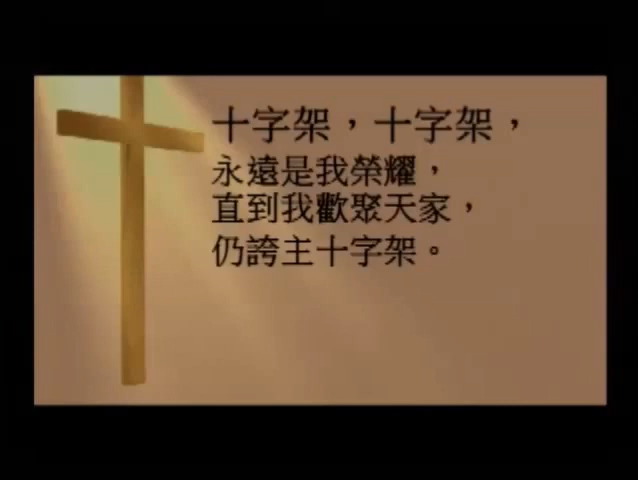 十字架，十字架，
永遠是我榮耀，
直到我歡聚天家，
仍誇主十字架。